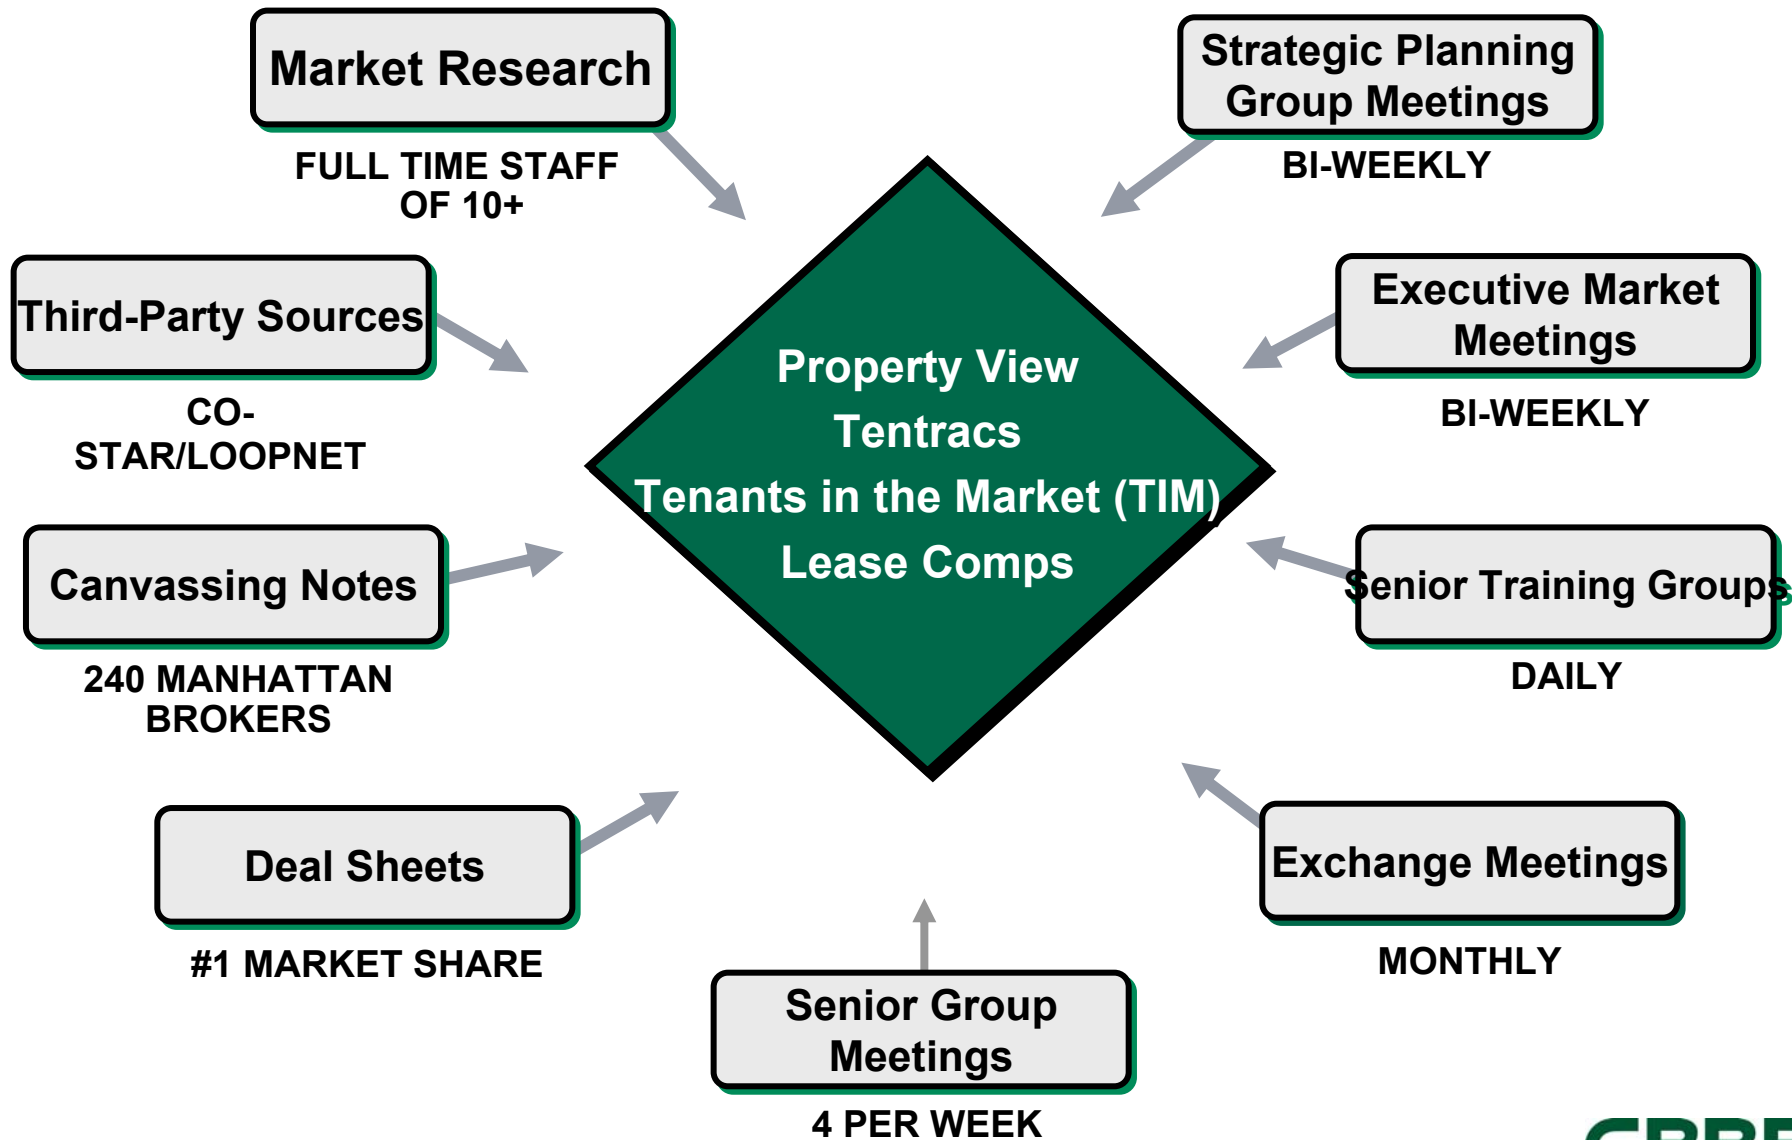 Market Research
FULL TIME STAFF
OF 10+
Strategic Planning
Group Meetings
BI-WEEKLY
Third-Party Sources
CO-
STAR/LOOPNET
Executive Market
Meetings
BI-WEEKLY
Property View
Tentracs
Tenants in the Market (TIM)
Lease Comps
Canvassing Notes
240 MANHATTAN
BROKERS
Senior Training Groups
DAILY
Deal Sheets
#1 MARKET SHARE
Exchange Meetings
MONTHLY
Senior Group
Meetings
4 PER WEEK